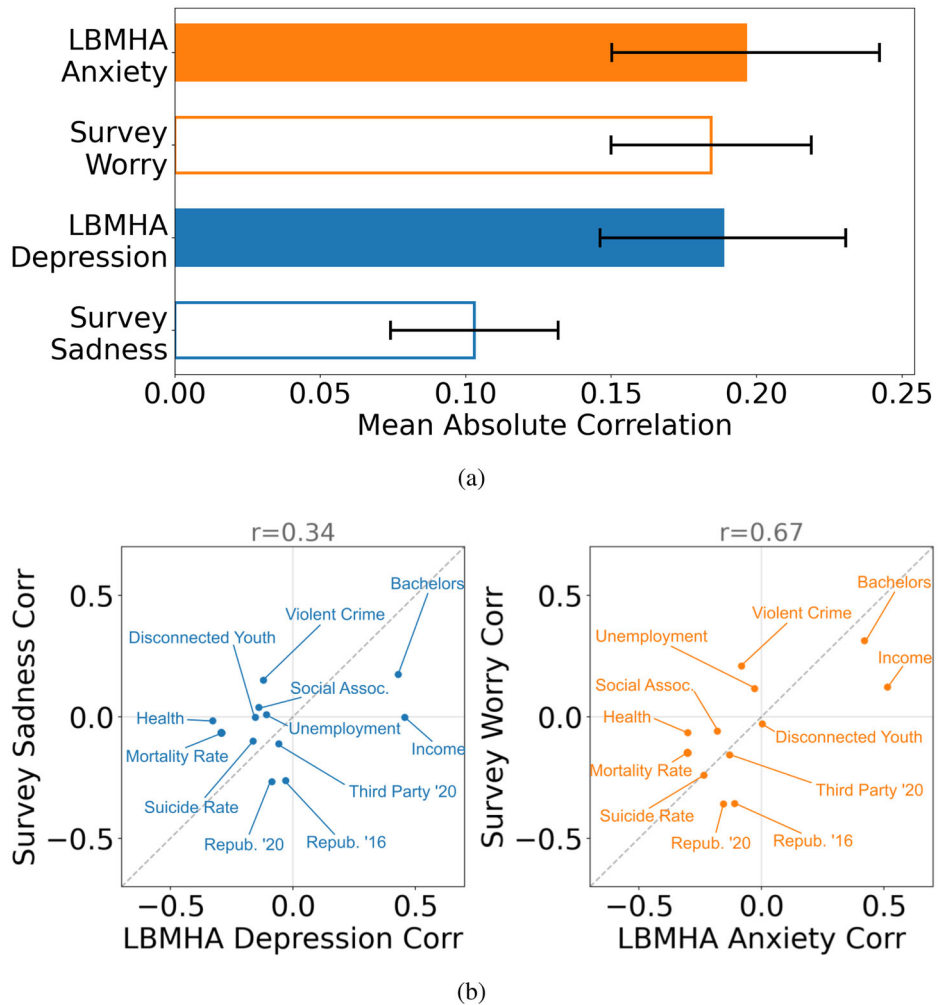 LBMHA
Anxiety
Survey
Worry
LBMHA
Depression
Survey
Sadness
0.00 0.05 0.10 0.15 0.20 0.25
Mean Absolute Correlation
(a)
r=0.34
Survey Sadness Corr
0.5
0.0
−0.5
Bachelors
Violent Crime
Disconnected Youth
Social Assoc.
Health
Unemployment
Mortality Rate
Income
Third Party '20
Suicide Rate
Repub. '20
Repub. '16
−0.5 0.0 0.5
LBMHA Depression Corr
r=0.67
Survey Worry Corr
0.5
0.0
−0.5
Bachelors
Violent Crime
Unemployment
Income
Social Assoc.
Health
Disconnected Youth
Mortality Rate
Third Party '20
Suicide Rate
Repub. '20
Repub. '16
−0.5 0.0 0.5
LBMHA Anxiety Corr
(b)